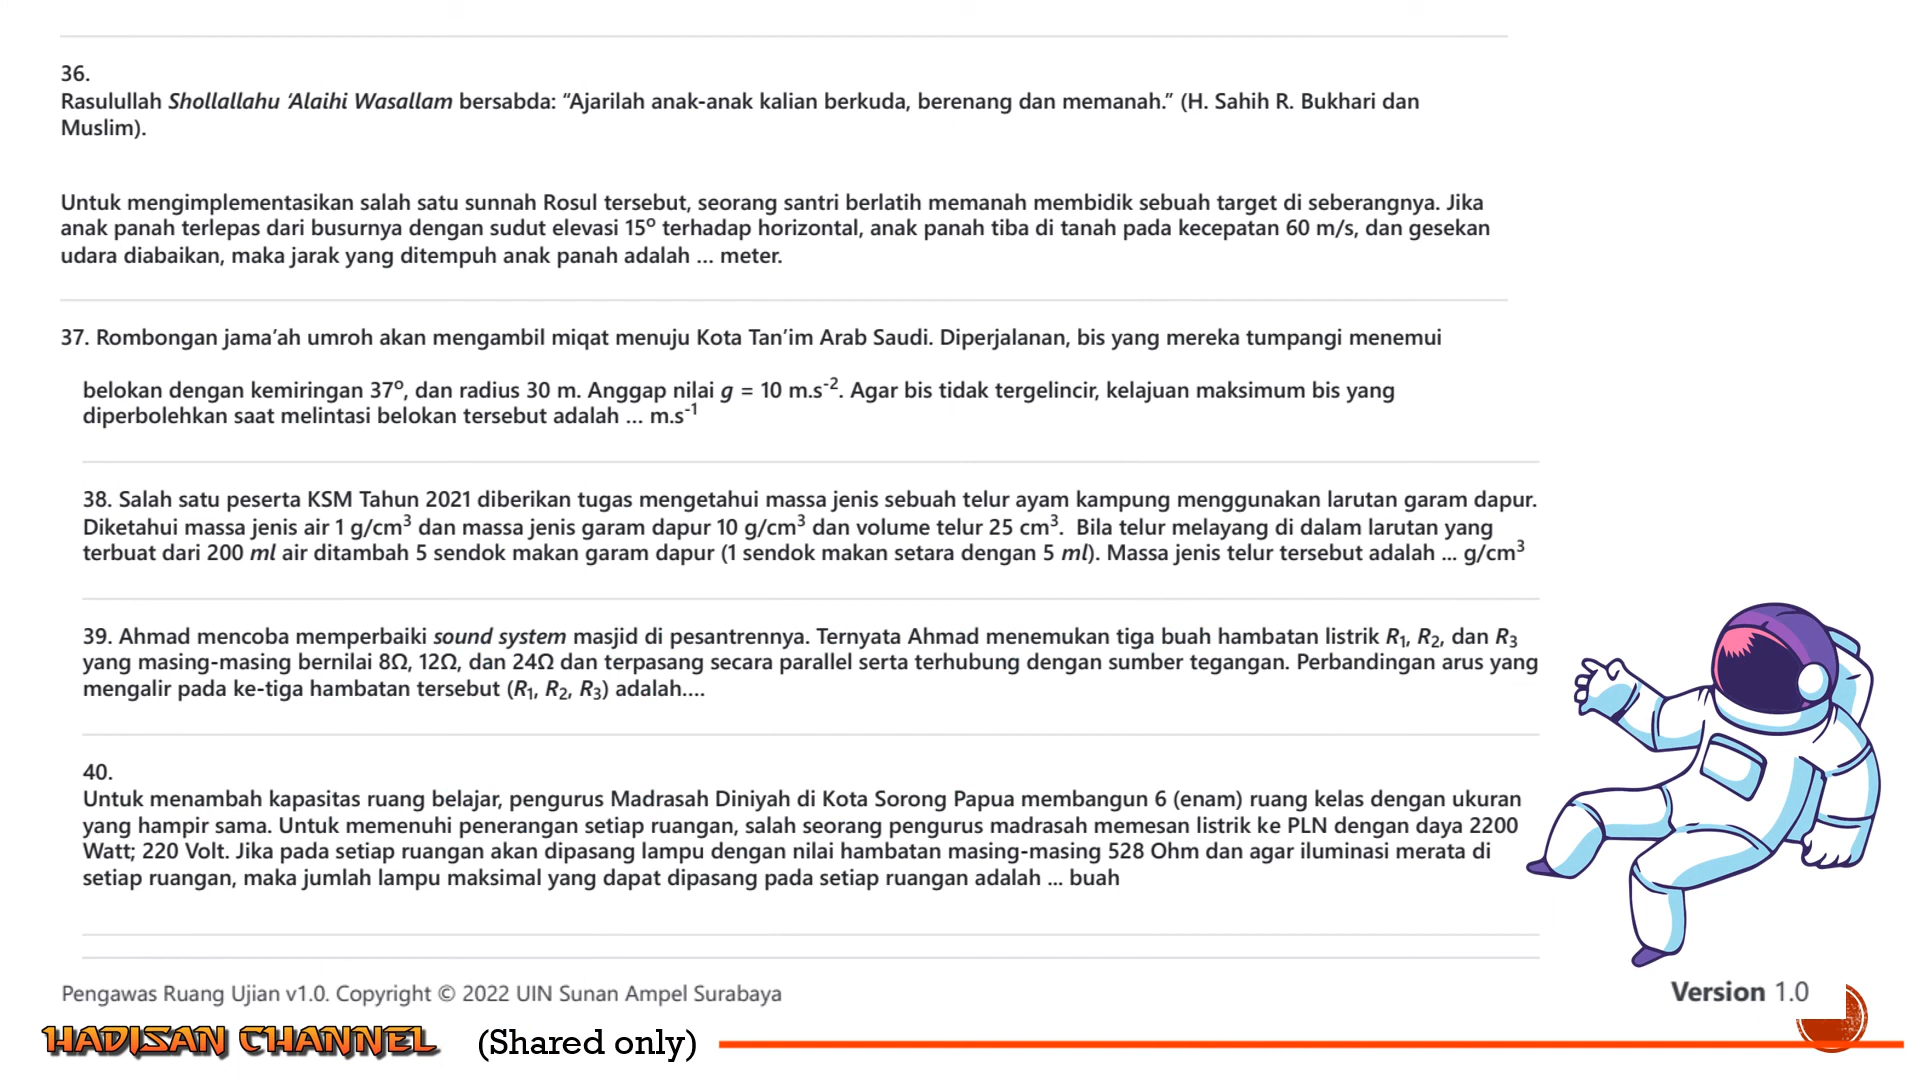 36.
Rasulullah Shollallahu ‘Alaihi Wasallam bersabda: “Ajarilah anak-anak kalian berkuda, berenang dan memanah.” (H. Sahih R. Bukhari dan
Muslim).
Untuk mengimplementasikan salah satu sunnah Rosul tersebut, seorang santri berlatih memanah membidik sebuah target di seberangnya. Jika
anak panah terlepas dari busurnya dengan sudut elevasi 15⁰ terhadap horizontal, anak panah tiba di tanah pada kecepatan 60 m/s, dan gesekan
udara diabaikan, maka jarak yang ditempuh anak panah adalah ... meter.
37. Rombongan jama’ah umroh akan mengambil miqat menuju Kota Tan’im Arab Saudi. Diperjalanan, bis yang mereka tumpangi menemui
belokan dengan kemiringan 37⁰, dan radius 30 m. Anggap nilai g = 10 m.s⁻². Agar bis tidak tergelincir, kelajuan maksimum bis yang
diperbolehkan saat melintasi belokan tersebut adalah ... m.s⁻¹
38. Salah satu peserta KSM Tahun 2021 diberikan tugas mengetahui massa jenis sebuah telur ayam kampung menggunakan larutan garam dapur.
Diketahui massa jenis air 1 g/cm³ dan massa jenis garam dapur 10 g/cm³ dan volume telur 25 cm³. Bila telur melayang di dalam larutan yang
terbuat dari 200 ml air ditambah 5 sendok makan garam dapur (1 sendok makan setara dengan 5 ml). Massa jenis telur tersebut adalah ... g/cm³
39. Ahmad mencoba memperbaiki sound system masjid di pesantrennya. Ternyata Ahmad menemukan tiga buah hambatan listrik R₁, R₂, dan R₃
yang masing-masing bernilai 8Ω, 12Ω, dan 24Ω dan terpasang secara parallel serta terhubung dengan sumber tegangan. Perbandingan arus yang
mengalir pada ke-tiga hambatan tersebut (R₁, R₂, R₃) adalah....
40.
Untuk menambah kapasitas ruang belajar, pengurus Madrasah Diniyah di Kota Sorong Papua membangun 6 (enam) ruang kelas dengan ukuran
yang hampir sama. Untuk memenuhi penerangan setiap ruangan, salah seorang pengurus madrasah memesan listrik ke PLN dengan daya 2200
Watt; 220 Volt. Jika pada setiap ruangan akan dipasang lampu dengan nilai hambatan masing-masing 528 Ohm dan agar iluminasi merata di
setiap ruangan, maka jumlah lampu maksimal yang dapat dipasang pada setiap ruangan adalah ... buah
Pengawas Ruang Ujian v1.0. Copyright © 2022 UIN Sunan Ampel Surabaya
Version 1.0
HADISAN CHANNEL (Shared only)